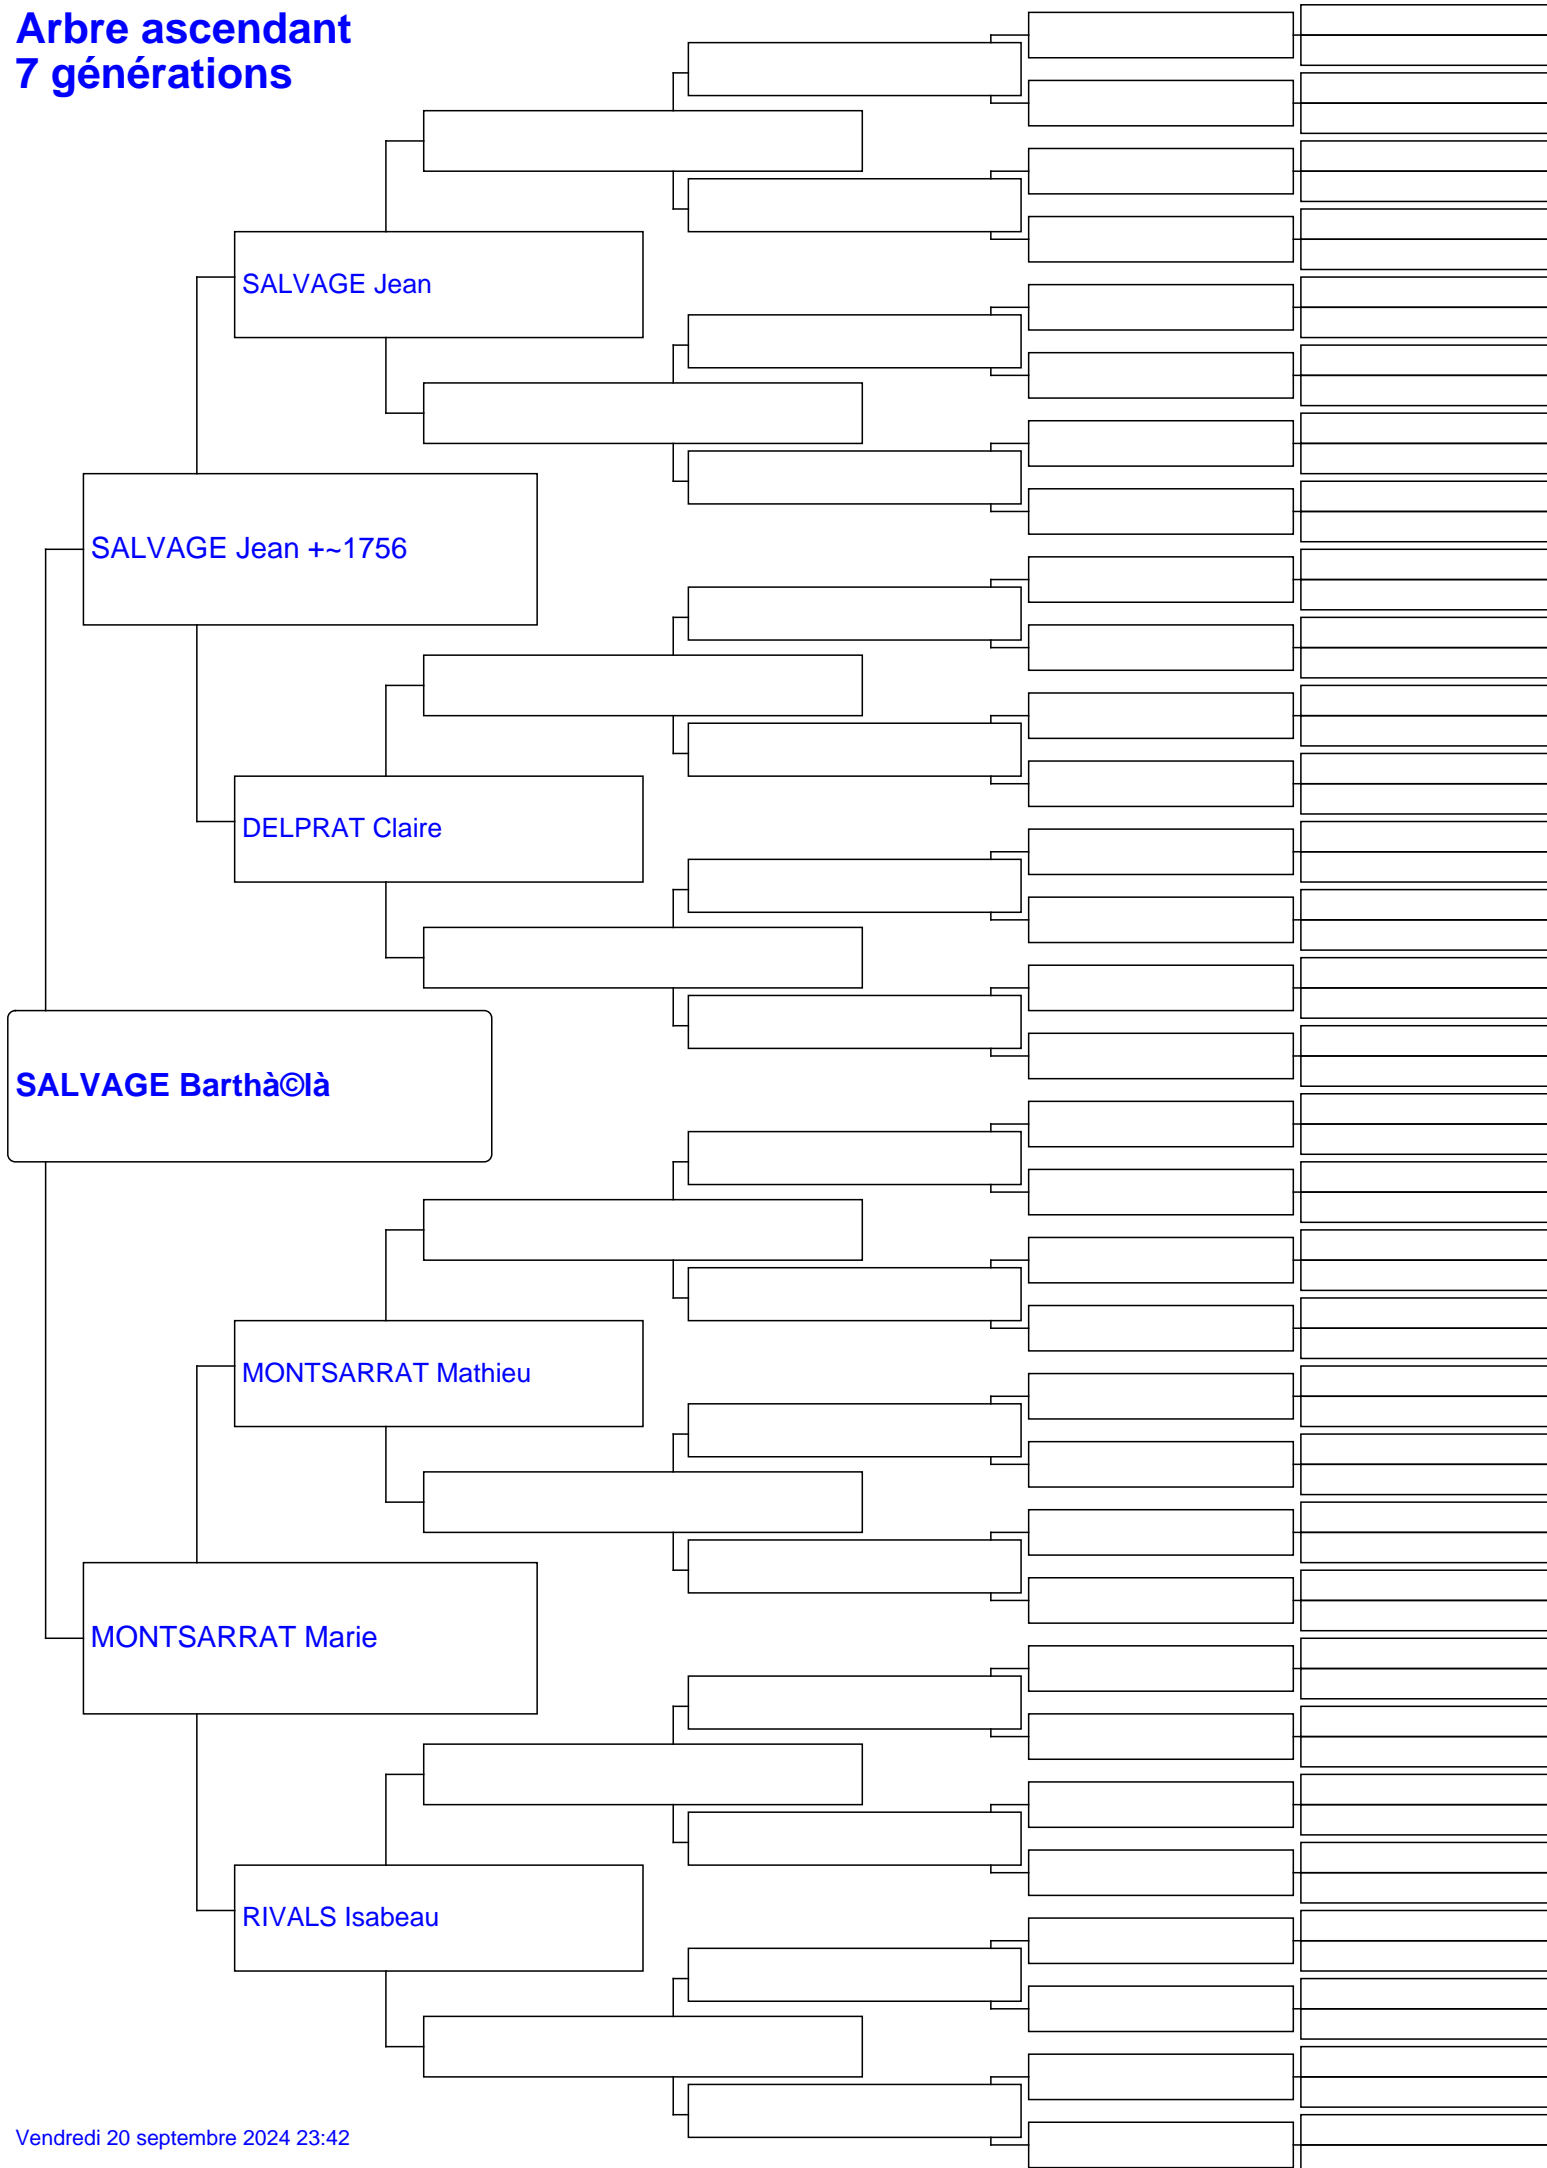 Arbre ascendant
7 générations
SALVAGE Jean
SALVAGE Jean +~1756
DELPRAT Claire
SALVAGE Barthà©là
MONTSARRAT Mathieu
MONTSARRAT Marie
RIVALS Isabeau
Vendredi 20 septembre 2024 23:42